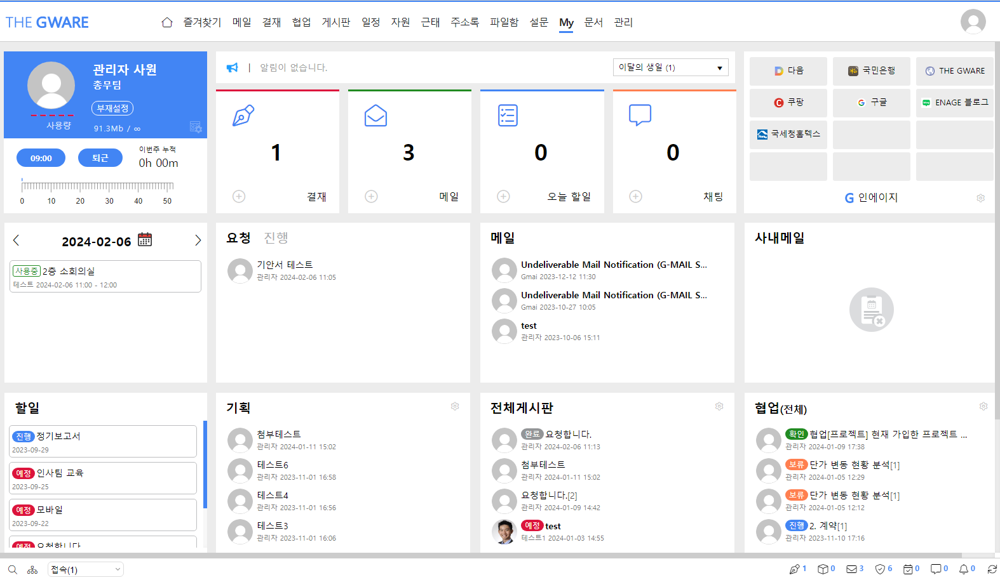 THE GWARE
즐겨찾기 메일 결재 협업 게시판 일정 자원 근태 주소록 파일함 설문 My 문서 관리
관리자 사원
총무팀
부재설정
사용량
91.3Mb / ∞
09:00
퇴근
이번주 누적
0h 00m
0 10 20 30 40 50
| 알림이 없습니다.
이달의 생일 (1)
1
결재
3
메일
0
오늘 할일
0
채팅
다음 국민은행 THE GWARE
쿠팡 구글 ENAGE 블로그
국세청홈텍스
G 인에이지
2024-02-06
사용중 2층 소회의실
테스트 2024-02-06 11:00 - 12:00
요청 진행
기안서 테스트
관리자 2024-02-06 11:05
메일
Undeliverable Mail Notification (G-MAIL S...
Gmai 2023-12-12 11:30
Undeliverable Mail Notification (G-MAIL S...
Gmai 2023-10-27 10:05
test
관리자 2023-10-06 15:11
사내메일
할일
진행 정기보고서
2023-09-29
예정 인사팀 교육
2023-09-25
예정 모바일
2023-09-22
예정 요청합니다
기획
첨부테스트
관리자 2024-01-11 15:02
테스트6
관리자 2023-11-01 16:58
테스트4
관리자 2023-11-01 16:56
테스트3
관리자 2023-11-01 16:06
전체게시판
완료 요청합니다.
관리자 2024-02-06 11:13
첨부테스트
관리자 2024-01-11 15:02
요청합니다.[2]
관리자 2024-01-09 14:42
예정 test
테스트1 2024-01-03 14:55
협업(전체)
확인 협업[프로젝트] 현재 가입한 프로젝트 ...
관리자 2024-01-09 17:38
보류 단가 변동 현황 분석[1]
관리자 2024-01-05 12:29
보류 단가 변동 현황 분석[1]
관리자 2024-01-05 12:12
진행 2. 계약[1]
관리자 2023-11-10 17:16
접속(1)
1 0 3 6 0 0 0